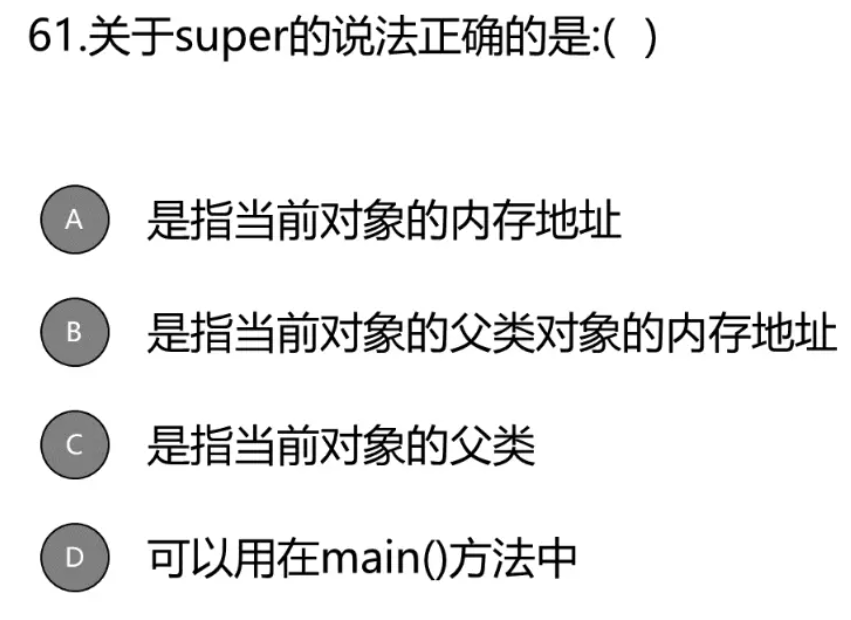 61.关于super的说法正确的是:( )
A 是指当前对象的内存地址
B 是指当前对象的父类对象的内存地址
C 是指当前对象的父类
D 可以用在main()方法中